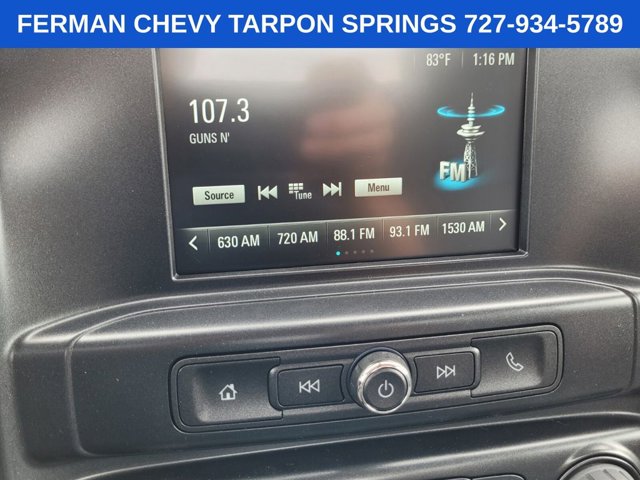 FERMAN CHEVY TARPON SPRINGS 727-934-5789
83°F 1:16 PM
107.3
GUNS N'
FM
Source Tune Menu
630 AM 720 AM 88.1 FM 93.1 FM 1530 AM